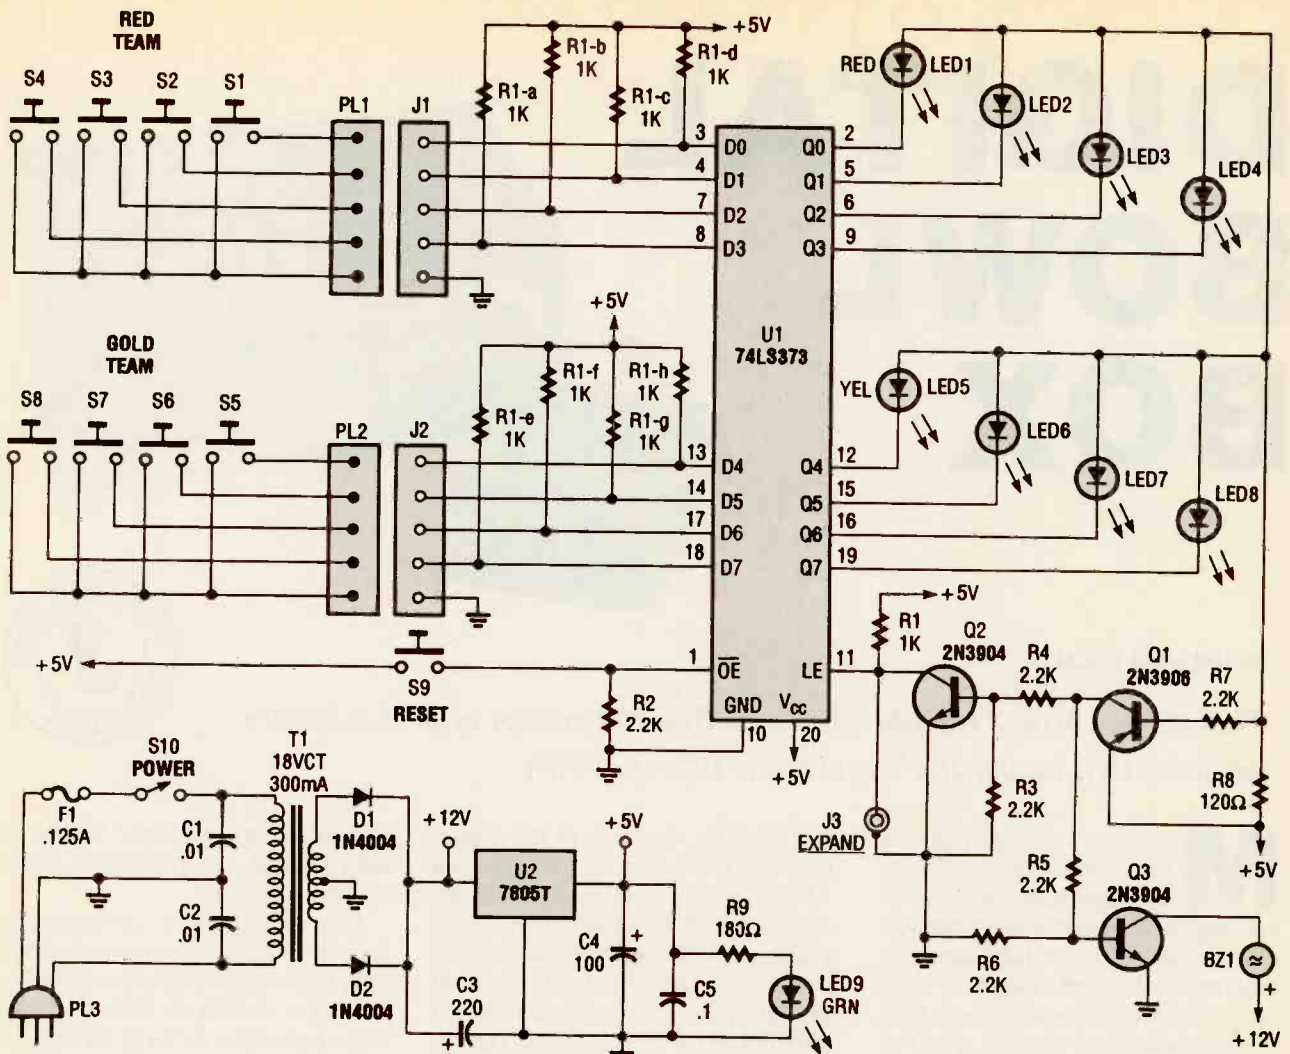 RED
TEAM
S4 S3 S2 S1
PL1 J1
R1-a
1K
R1-b
1K
R1-c
1K
R1-d
1K
+5V
3 D0
4 D1
7 D2
8 D3
Q0 2
Q1 5
Q2 6
Q3 9
RED LED1
LED2
LED3
LED4
U1
74LS373
GOLD
TEAM
S8 S7 S6 S5
PL2 J2
+5V
R1-e
1K
R1-f
1K
R1-g
1K
R1-h
1K
13 D4
14 D5
17 D6
18 D7
Q4 12
Q5 15
Q6 16
Q7 19
YEL LED5
LED6
LED7
LED8
+5V
S9
RESET
1 OE
LE 11
GND VCC
10 20
+5V
R2
2.2K
R1
1K
+5V
Q2
2N3904
R4
2.2K
Q1
2N3906
R7
2.2K
R8
120Ω
+5V
R3
2.2K
J3
EXPAND
R5
2.2K
Q3
2N3904
R6
2.2K
BZ1
+
+12V
S10
POWER
F1
.125A
C1
.01
C2
.01
PL3
T1
18VCT
300mA
D1
1N4004
D2
1N4004
+12V
U2
7805T
+5V
C3
220
+
C4
100
+
C5
.1
R9
180Ω
LED9
GRN